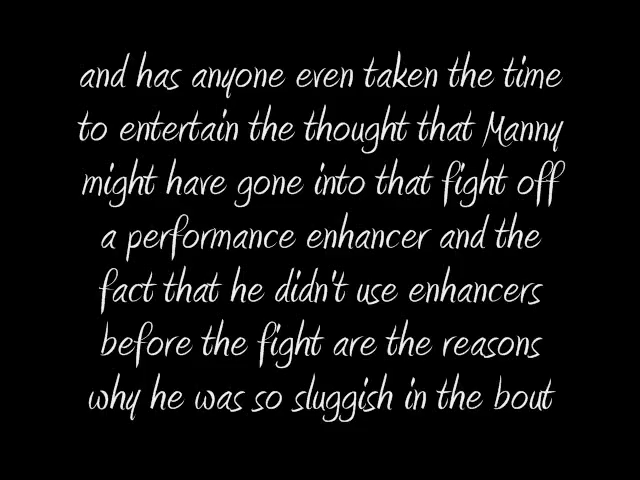 and has anyone even taken the time
to entertain the thought that Manny
might have gone into that fight off
a performance enhancer and the
fact that he didn't use enhancers
before the fight are the reasons
why he was so sluggish in the bout